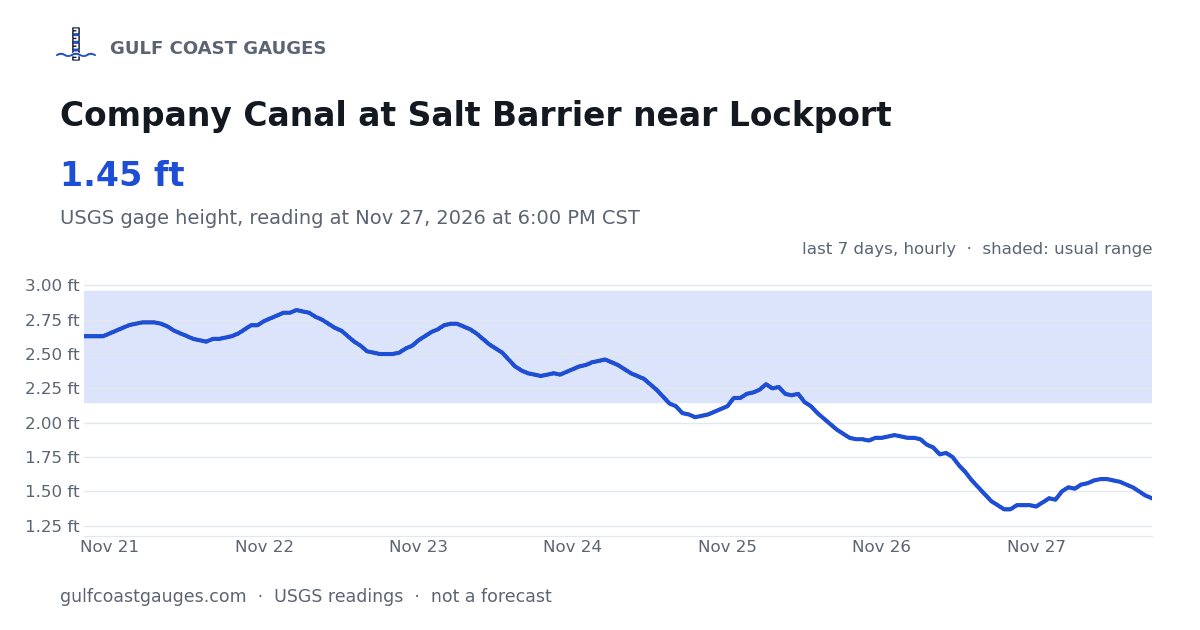 GULF COAST GAUGES
Company Canal at Salt Barrier near Lockport
1.45 ft
USGS gage height, reading at Nov 27, 2026 at 6:00 PM CST
last 7 days, hourly · shaded: usual range
3.00 ft
2.75 ft
2.50 ft
2.25 ft
2.00 ft
1.75 ft
1.50 ft
1.25 ft
Nov 21 Nov 22 Nov 23 Nov 24 Nov 25 Nov 26 Nov 27
gulfcoastgauges.com · USGS readings · not a forecast